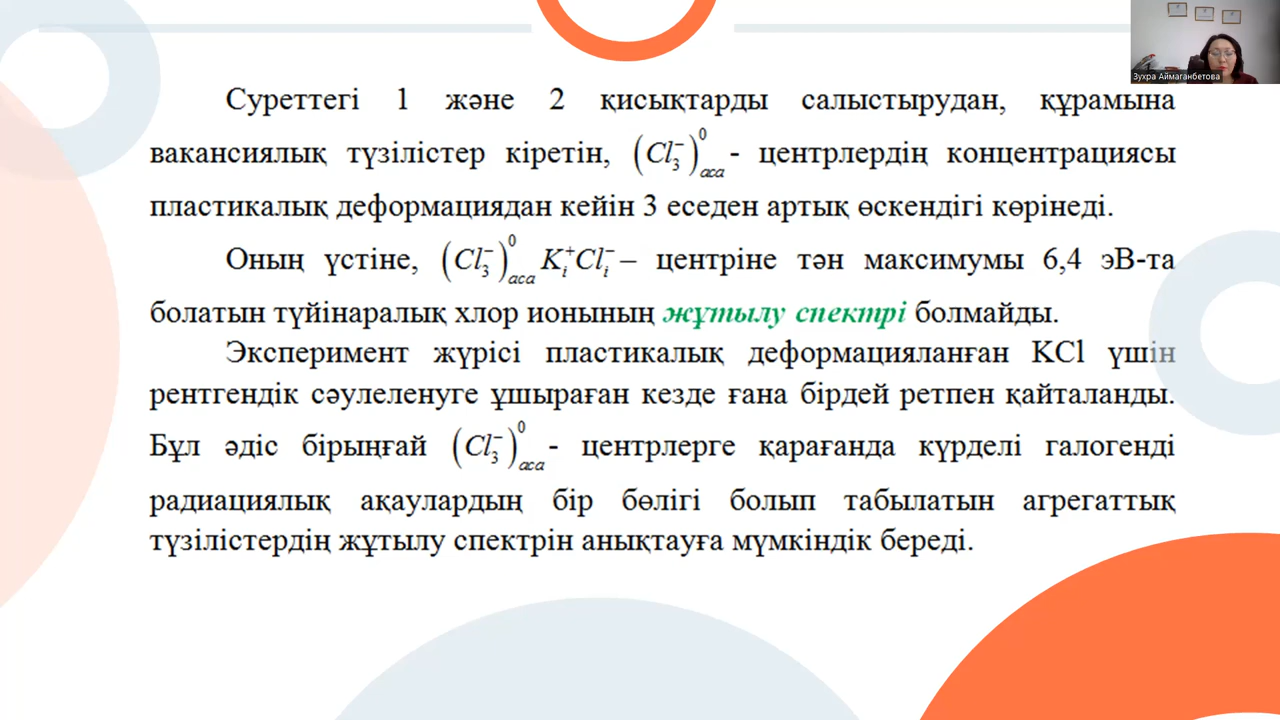 Зухра Аймаганбетова
Суреттегі 1 және 2 қисықтарды салыстырудан, құрамына
вакансиялық түзілістер кіретін, (Cl₃⁻)⁰ₐcₐ - центрлердің концентрациясы
пластикалық деформациядан кейін 3 еседен артық өскендігі көрінеді.
Оның үстіне, (Cl₃⁻)⁰ₐcₐ Kᵢ⁺Clᵢ⁻ – центріне тән максимумы 6,4 эВ-та
болатын түйінаралық хлор ионының жұтылу спектрі болмайды.
Эксперимент жүрісі пластикалық деформацияланған KCl үшін
рентгендік сәулеленуге ұшыраған кезде ғана бірдей ретпен қайталанды.
Бұл әдіс бірыңғай (Cl₃⁻)⁰ₐcₐ - центрлерге қарағанда күрделі галогенді
радиациялық ақаулардың бір бөлігі болып табылатын агрегаттық
түзілістердің жұтылу спектрін анықтауға мүмкіндік береді.